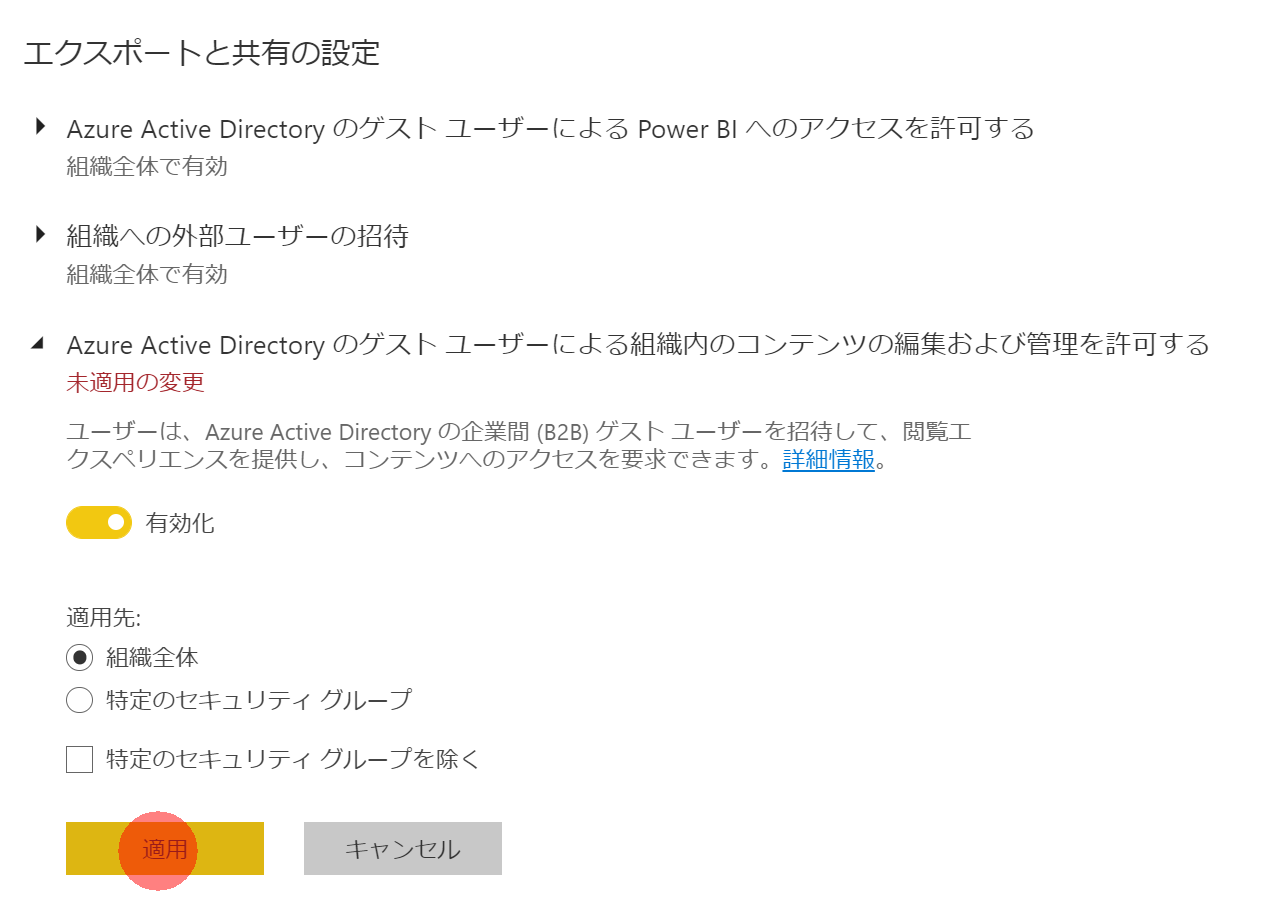 エクスポートと共有の設定
Azure Active Directory のゲスト ユーザーによる Power BI へのアクセスを許可する
組織全体で有効
組織への外部ユーザーの招待
組織全体で有効
Azure Active Directory のゲスト ユーザーによる組織内のコンテンツの編集および管理を許可する
未適用の変更
ユーザーは、Azure Active Directory の企業間 (B2B) ゲスト ユーザーを招待して、閲覧エ
クスペリエンスを提供し、コンテンツへのアクセスを要求できます。詳細情報。
有効化
適用先:
組織全体
特定のセキュリティ グループ
特定のセキュリティ グループを除く
適用 キャンセル